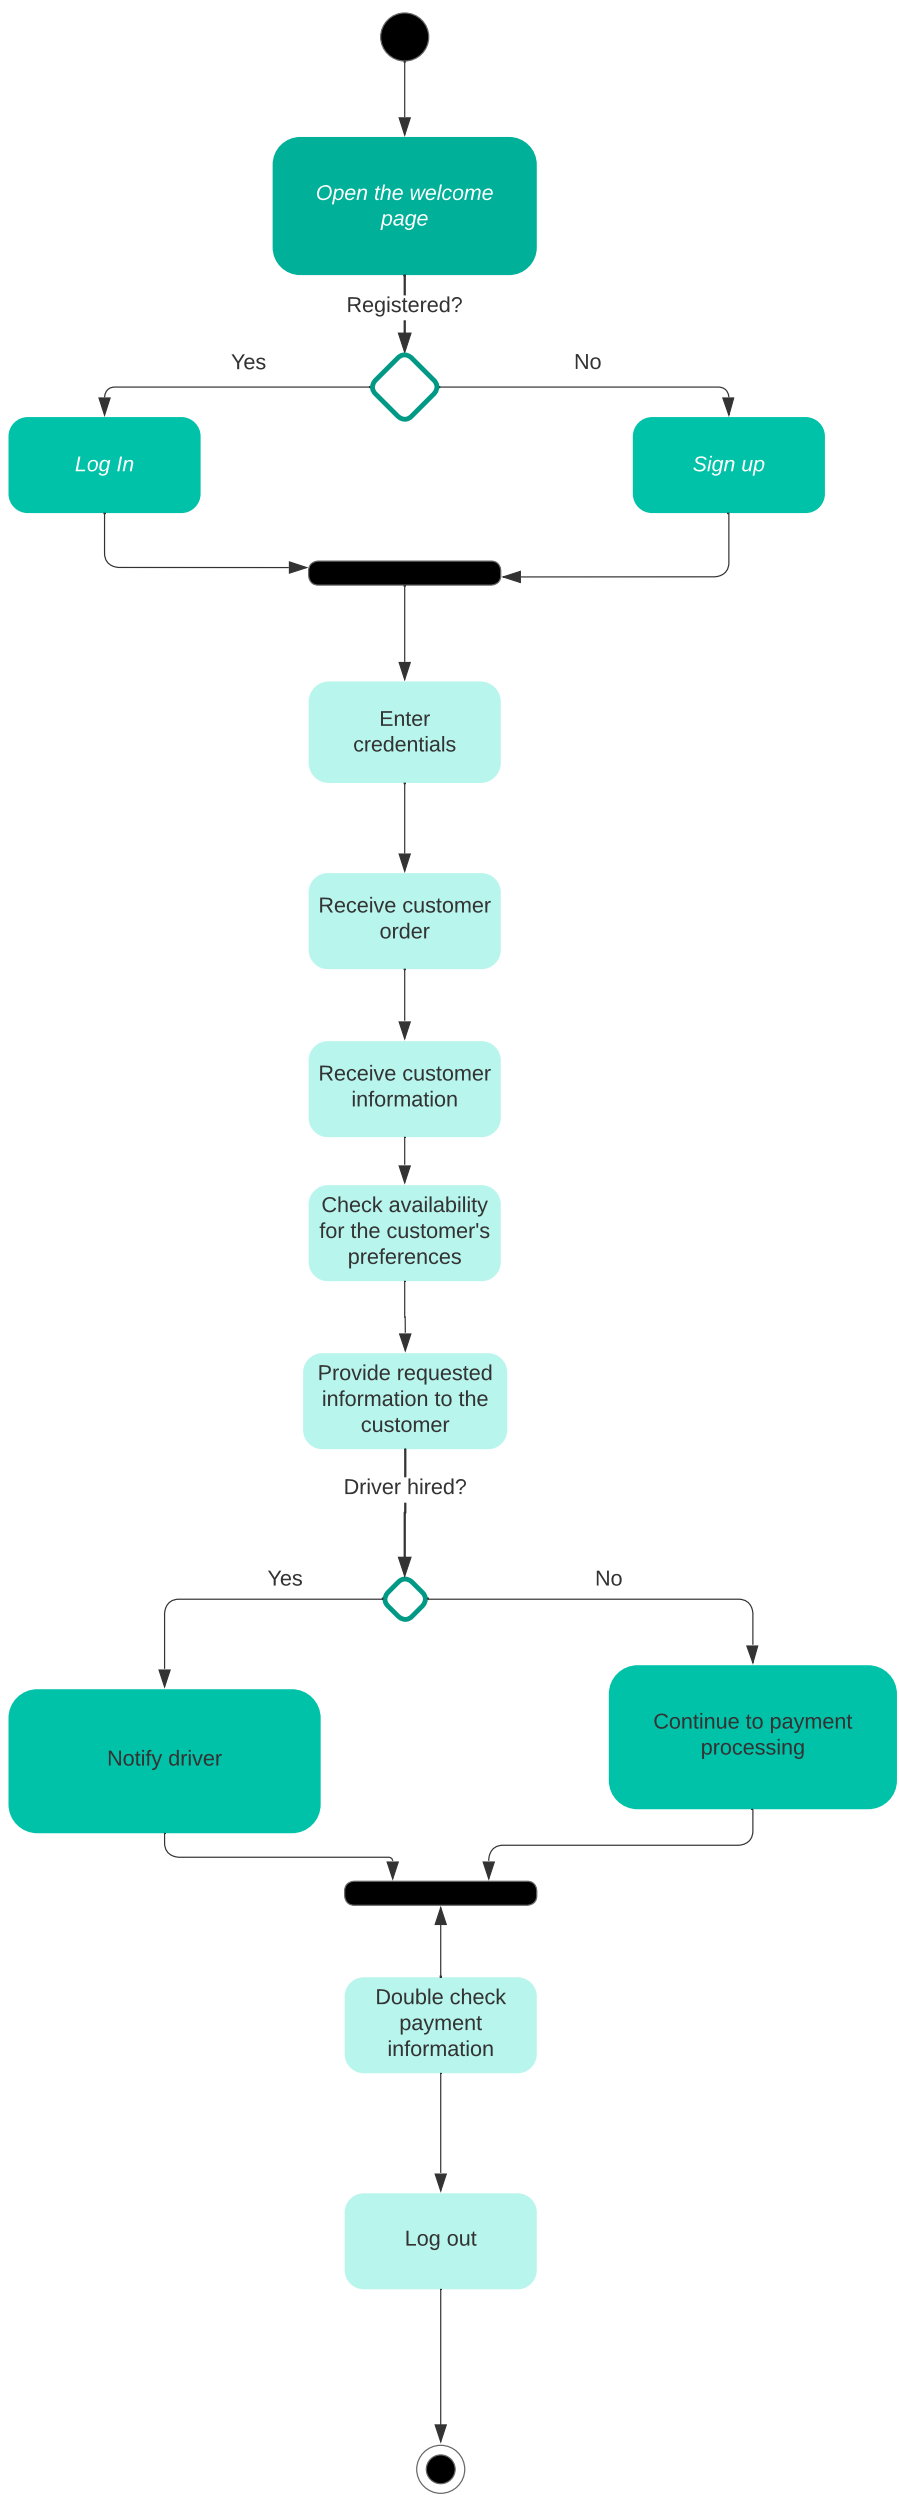 Open the welcome
page
Registered?
Yes
No
Log In
Sign up
Enter
credentials
Receive customer
order
Receive customer
information
Check availability
for the customer's
preferences
Provide requested
information to the
customer
Driver hired?
Yes
No
Notify driver
Continue to payment
processing
Double check
payment
information
Log out